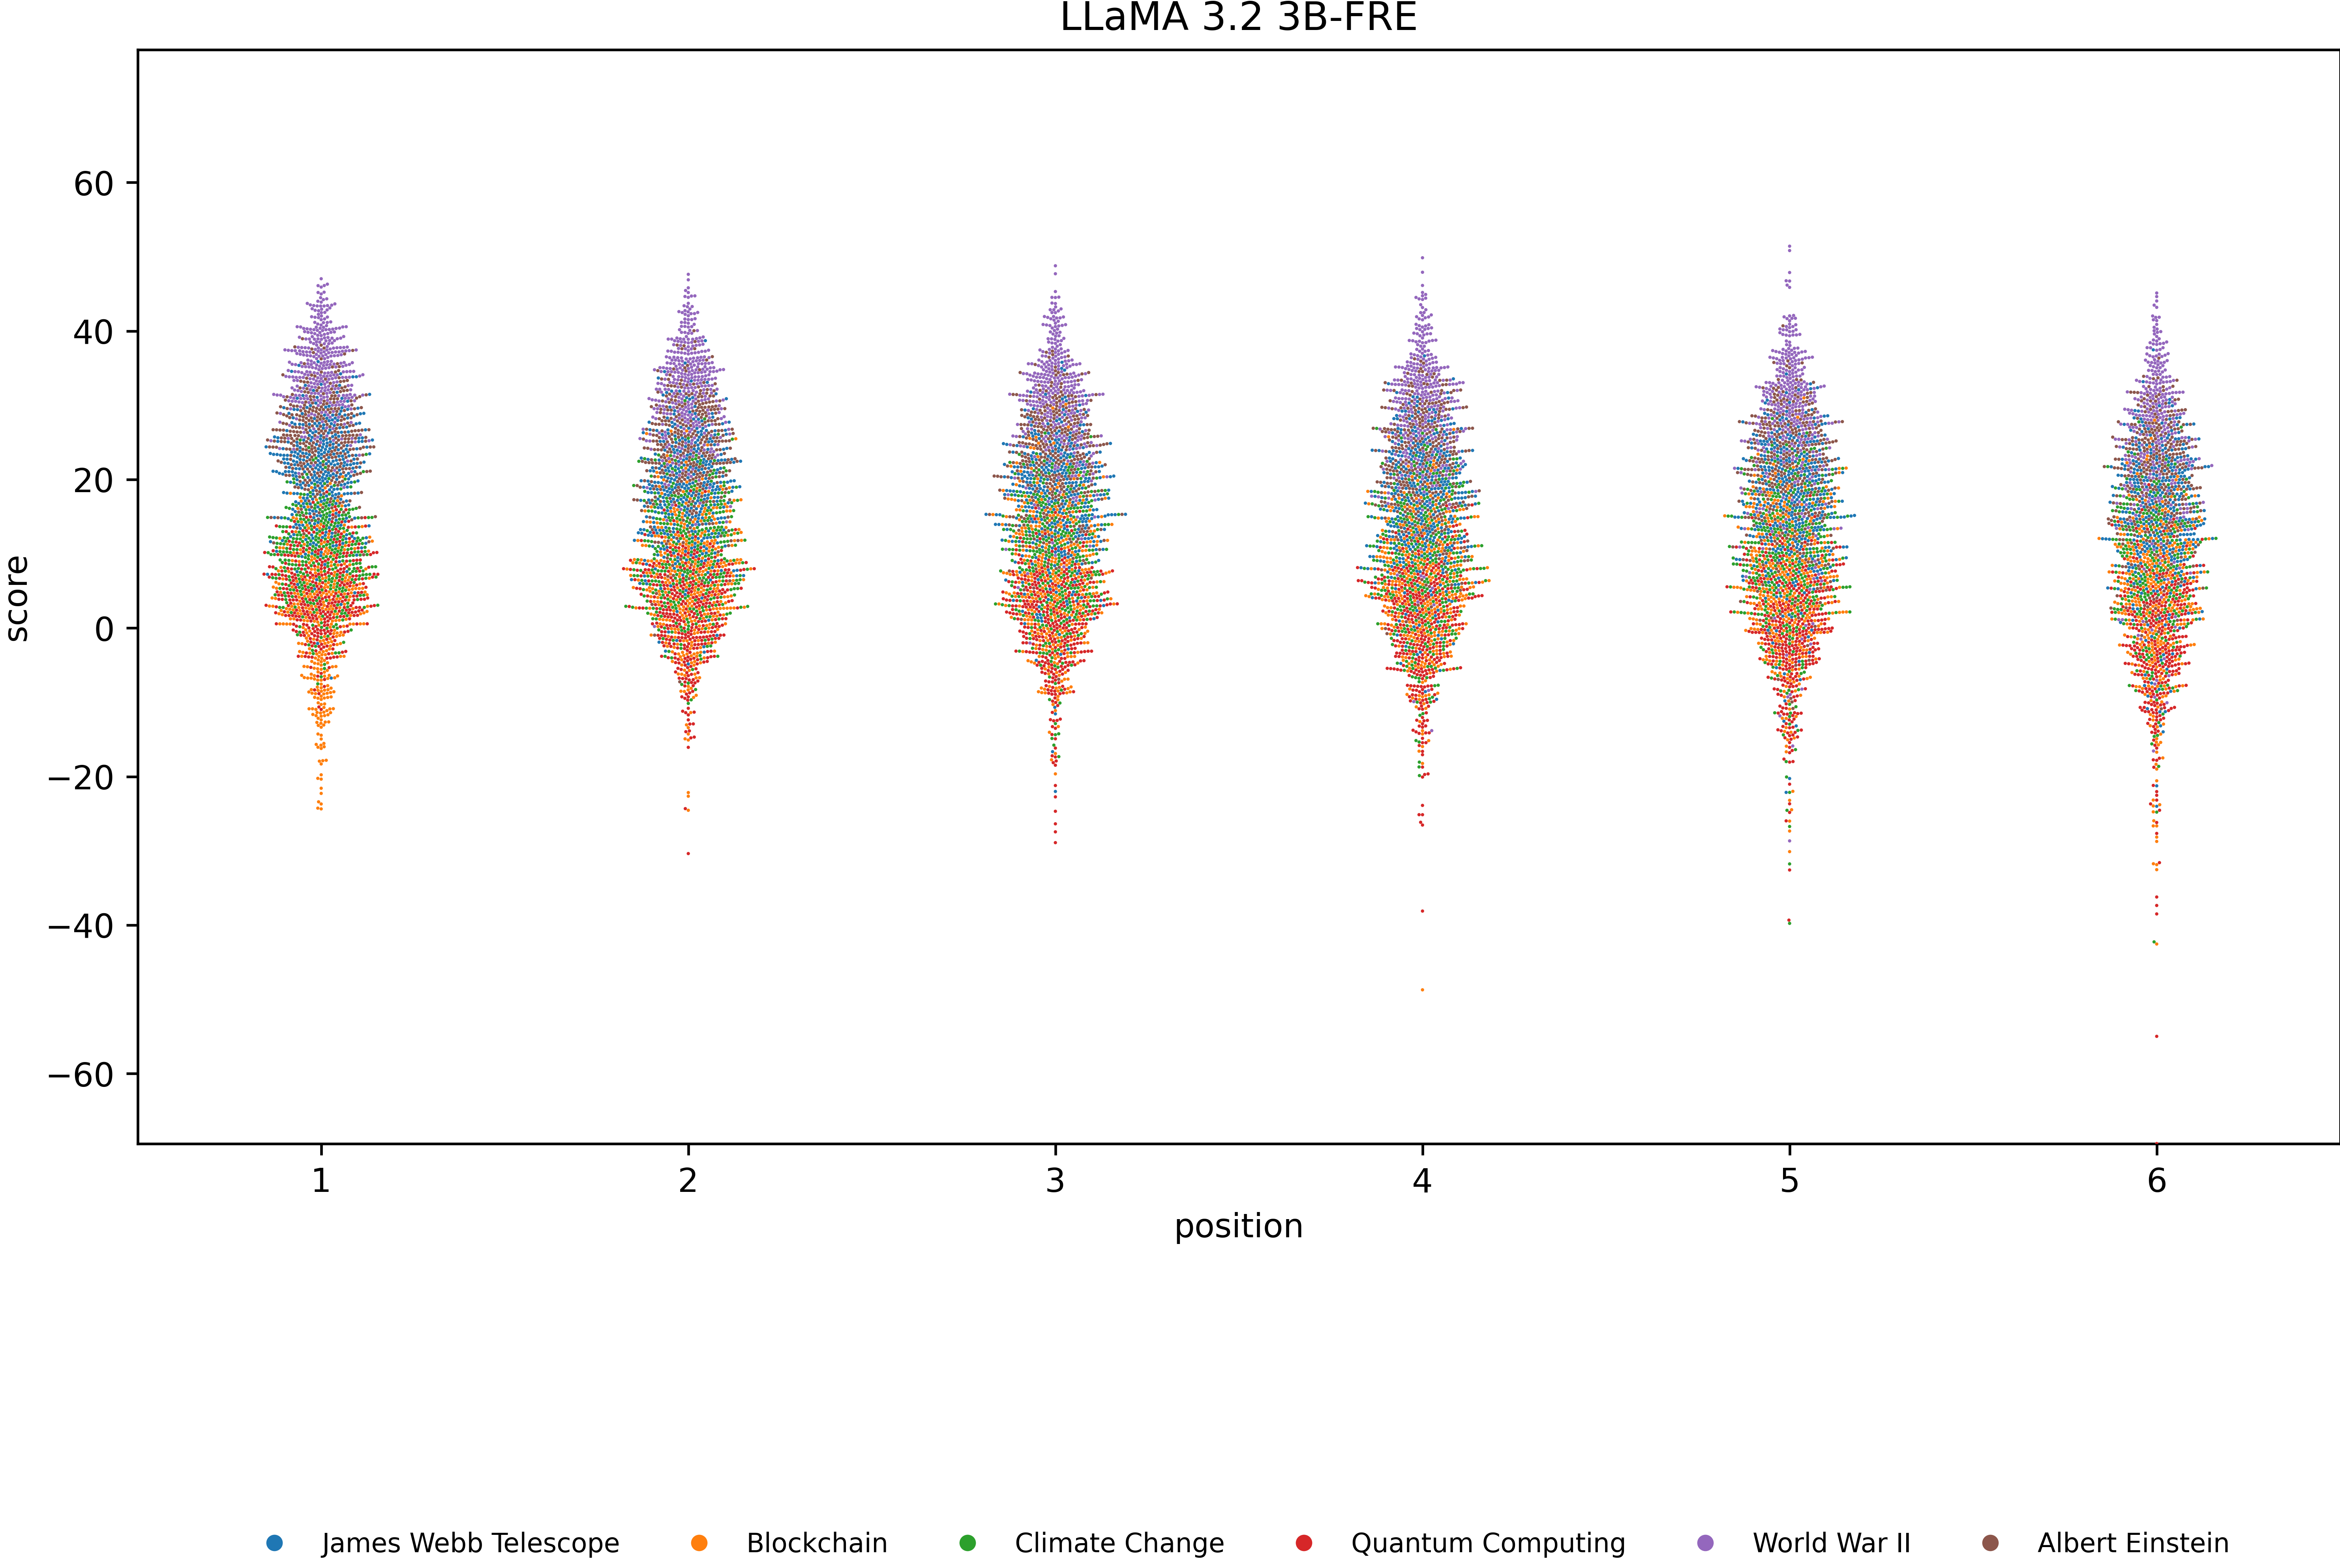 LLaMA 3.2 3B-FRE
score
60
40
20
0
−20
−40
−60
1 2 3 4 5 6
position
James Webb Telescope Blockchain Climate Change Quantum Computing World War II Albert Einstein